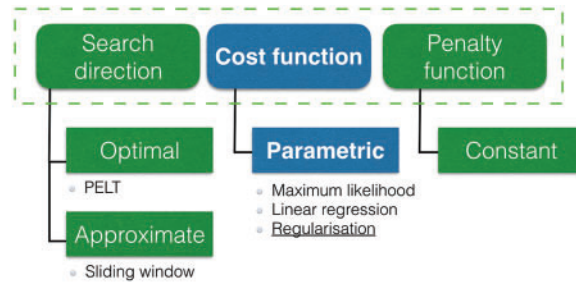 Search
direction
Cost function
Penalty
function
Optimal
PELT
Approximate
Sliding window
Parametric
Maximum likelihood
Linear regression
Regularisation
Constant